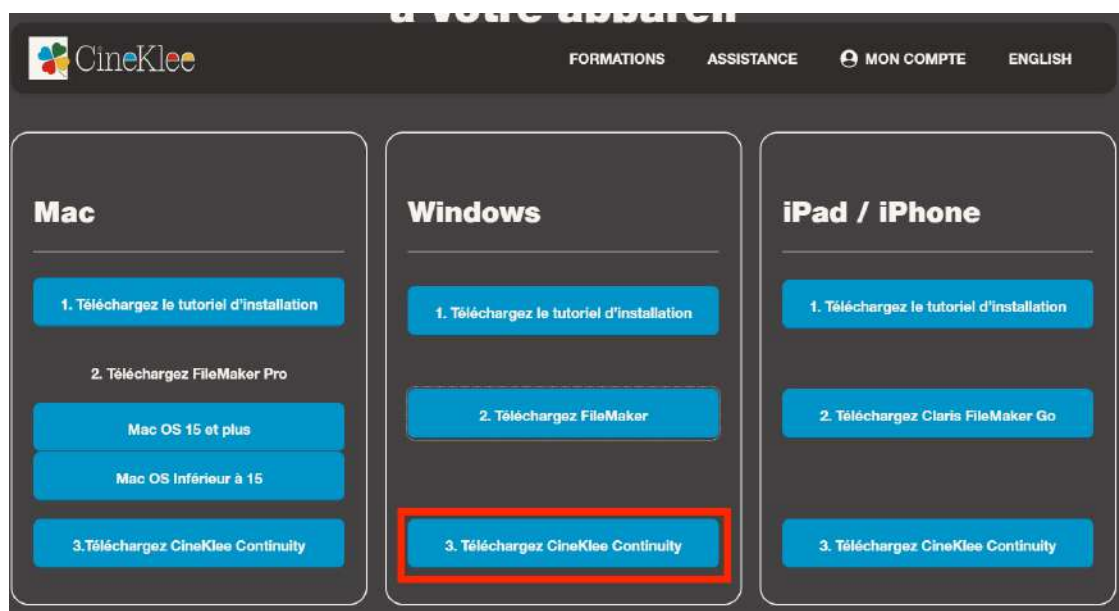 à votre appareil
CineKlee
FORMATIONS ASSISTANCE MON COMPTE ENGLISH
Mac
1. Téléchargez le tutoriel d'installation
2. Téléchargez FileMaker Pro
Mac OS 15 et plus
Mac OS Inférieur à 15
3.Téléchargez CineKlee Continuity
Windows
1. Téléchargez le tutoriel d'installation
2. Téléchargez FileMaker
3. Téléchargez CineKlee Continuity
iPad / iPhone
1. Téléchargez le tutoriel d'installation
2. Téléchargez Claris FileMaker Go
3. Téléchargez CineKlee Continuity